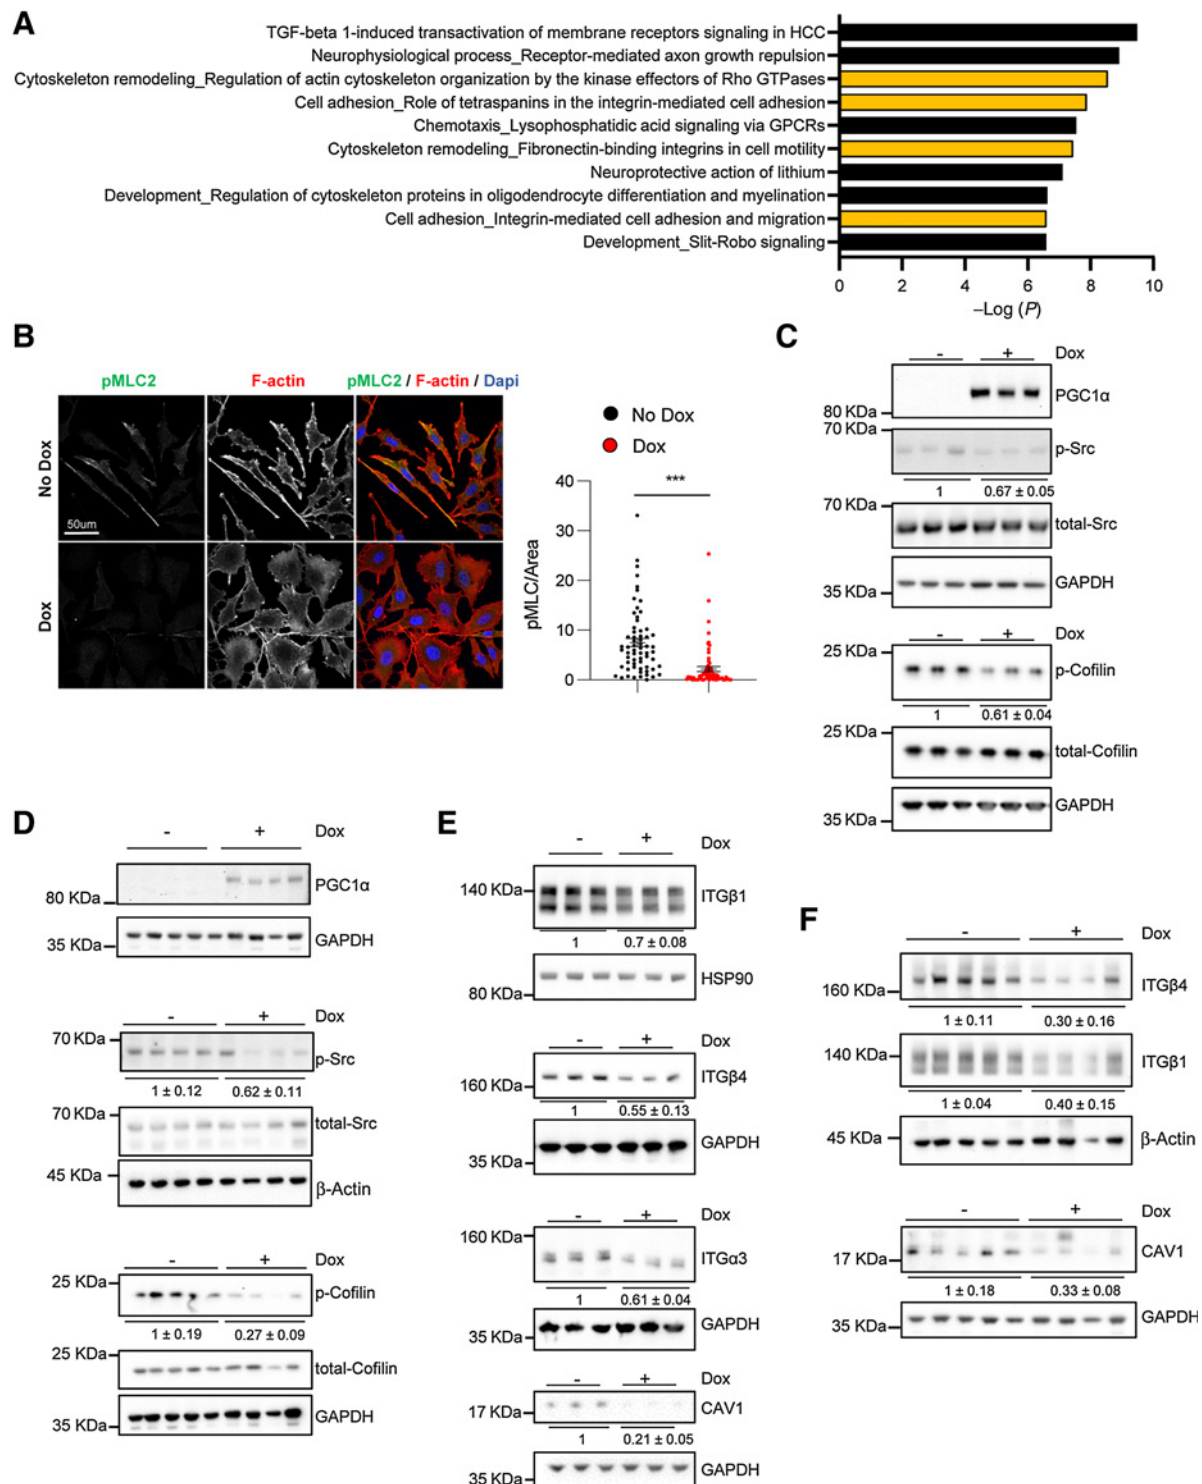 A
TGF-beta 1-induced transactivation of membrane receptors signaling in HCC
Neurophysiological process_Receptor-mediated axon growth repulsion
Cytoskeleton remodeling_Regulation of actin cytoskeleton organization by the kinase effectors of Rho GTPases
Cell adhesion_Role of tetraspanins in the integrin-mediated cell adhesion
Chemotaxis_Lysophosphatidic acid signaling via GPCRs
Cytoskeleton remodeling_Fibronectin-binding integrins in cell motility
Neuroprotective action of lithium
Development_Regulation of cytoskeleton proteins in oligodendrocyte differentiation and myelination
Cell adhesion_Integrin-mediated cell adhesion and migration
Development_Slit-Robo signaling
0 2 4 6 8 10
–Log (P)
B
pMLC2 F-actin pMLC2 / F-actin / Dapi
No Dox
50um
Dox
No Dox
Dox
***
pMLC/Area
40
30
20
10
0
C
- + Dox
80 KDa PGC1α
70 KDa p-Src
1 0.67 ± 0.05
70 KDa total-Src
35 KDa GAPDH
- + Dox
25 KDa p-Cofilin
1 0.61 ± 0.04
25 KDa total-Cofilin
35 KDa GAPDH
D
- + Dox
80 KDa PGC1α
35 KDa GAPDH
- + Dox
70 KDa p-Src
1 ± 0.12 0.62 ± 0.11
70 KDa total-Src
45 KDa β-Actin
- + Dox
25 KDa p-Cofilin
1 ± 0.19 0.27 ± 0.09
25 KDa total-Cofilin
35 KDa GAPDH
E
- + Dox
140 KDa ITGβ1
1 0.7 ± 0.08
80 KDa HSP90
- + Dox
160 KDa ITGβ4
1 0.55 ± 0.13
35 KDa GAPDH
- + Dox
160 KDa ITGα3
1 0.61 ± 0.04
35 KDa GAPDH
- + Dox
17 KDa CAV1
1 0.21 ± 0.05
35 KDa GAPDH
F
- + Dox
160 KDa ITGβ4
1 ± 0.11 0.30 ± 0.16
140 KDa ITGβ1
1 ± 0.04 0.40 ± 0.15
45 KDa β-Actin
- + Dox
17 KDa CAV1
1 ± 0.18 0.33 ± 0.08
35 KDa GAPDH